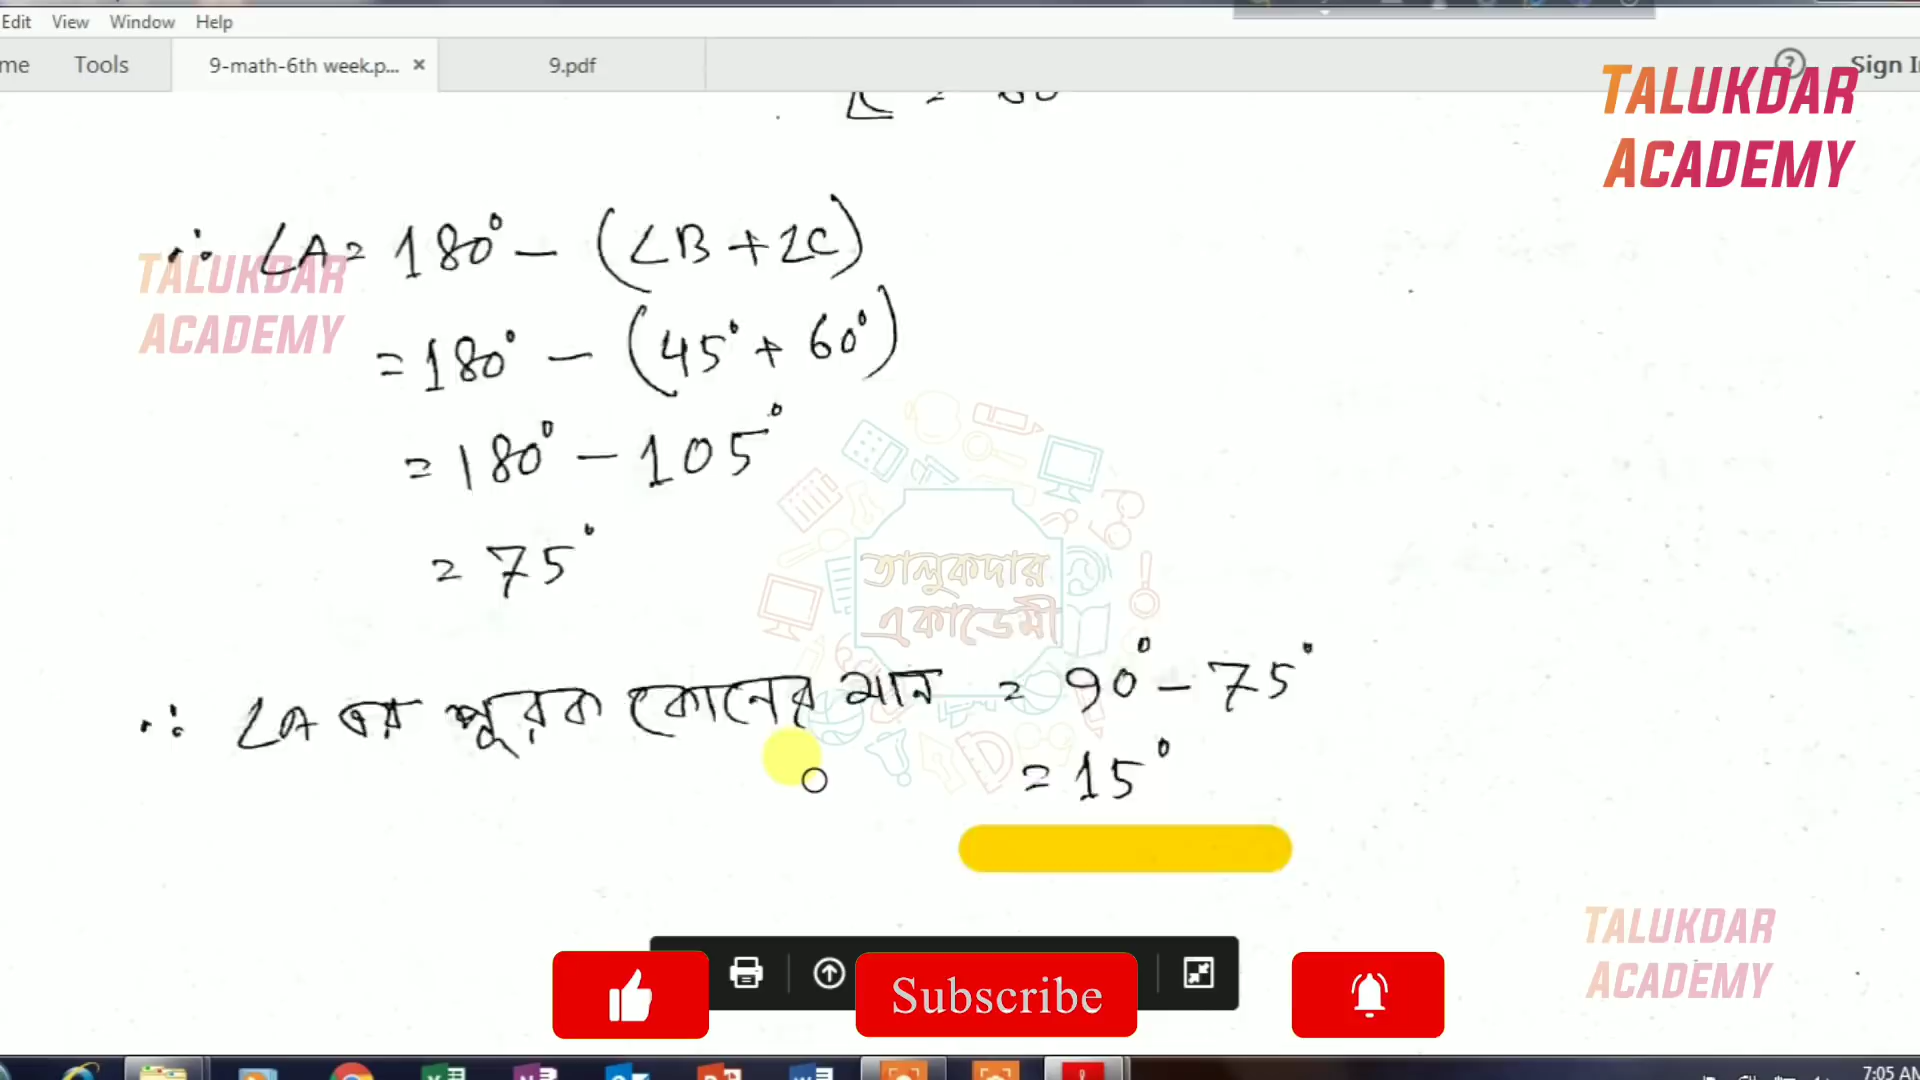 Edit View Window Help
me Tools 9-math-6th week.p... × 9.pdf ? Sign I
TALUKDAR
ACADEMY
∴ ∠A = 180° - (∠B + ∠C)
TALUKDAR
ACADEMY
= 180° - (45° + 60°)
= 180° - 105°
= 75°
তালুকদার
একাডেমী
∴ ∠A এর পূরক কোনের মান = 90° - 75°
= 15°
TALUKDAR
ACADEMY
Subscribe
7:05 AM